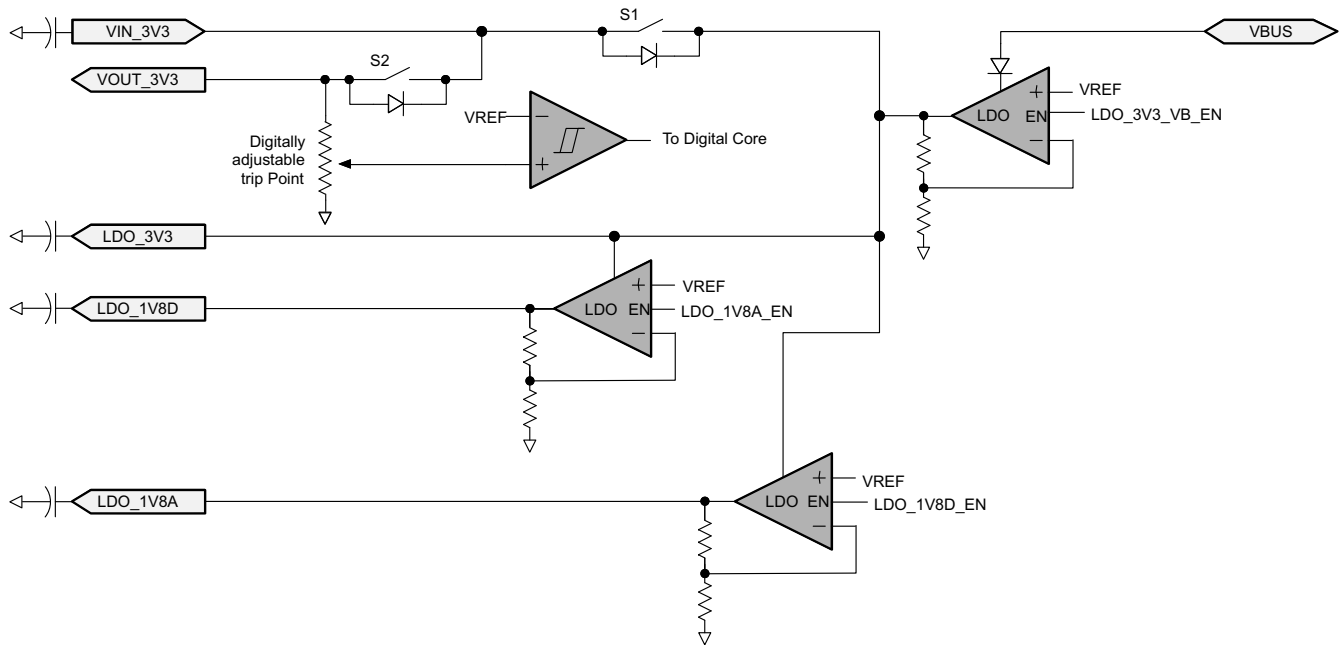 VIN_3V3
S1
VBUS
S2
VOUT_3V3
VREF
Digitally
adjustable
trip Point
To Digital Core
LDO
EN
VREF
LDO_3V3_VB_EN
LDO_3V3
LDO_1V8D
LDO
EN
VREF
LDO_1V8A_EN
LDO_1V8A
LDO
EN
VREF
LDO_1V8D_EN